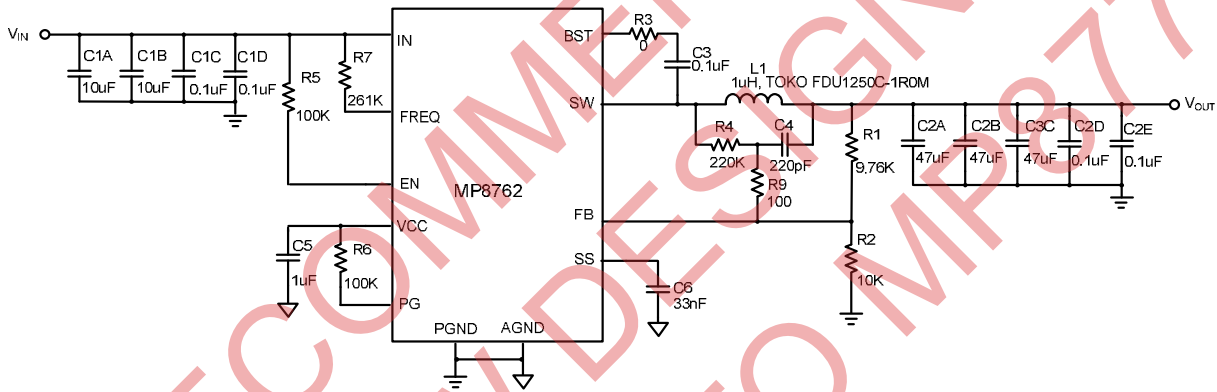 VIN
C1A
10uF
C1B
10uF
C1C
0.1uF
C1D
0.1uF
R5
100K
R7
261K
IN
FREQ
EN
VCC
PG
PGND
AGND
MP8762
BST
SW
FB
SS
R3
0
C3
0.1uF
L1
1uH, TOKO FDU1250C-1R0M
R4
220K
C4
220pF
R9
100
R1
9.76K
R2
10K
C2A
47uF
C2B
47uF
C3C
47uF
C2D
0.1uF
C2E
0.1uF
VOUT
C5
1uF
R6
100K
C6
33nF